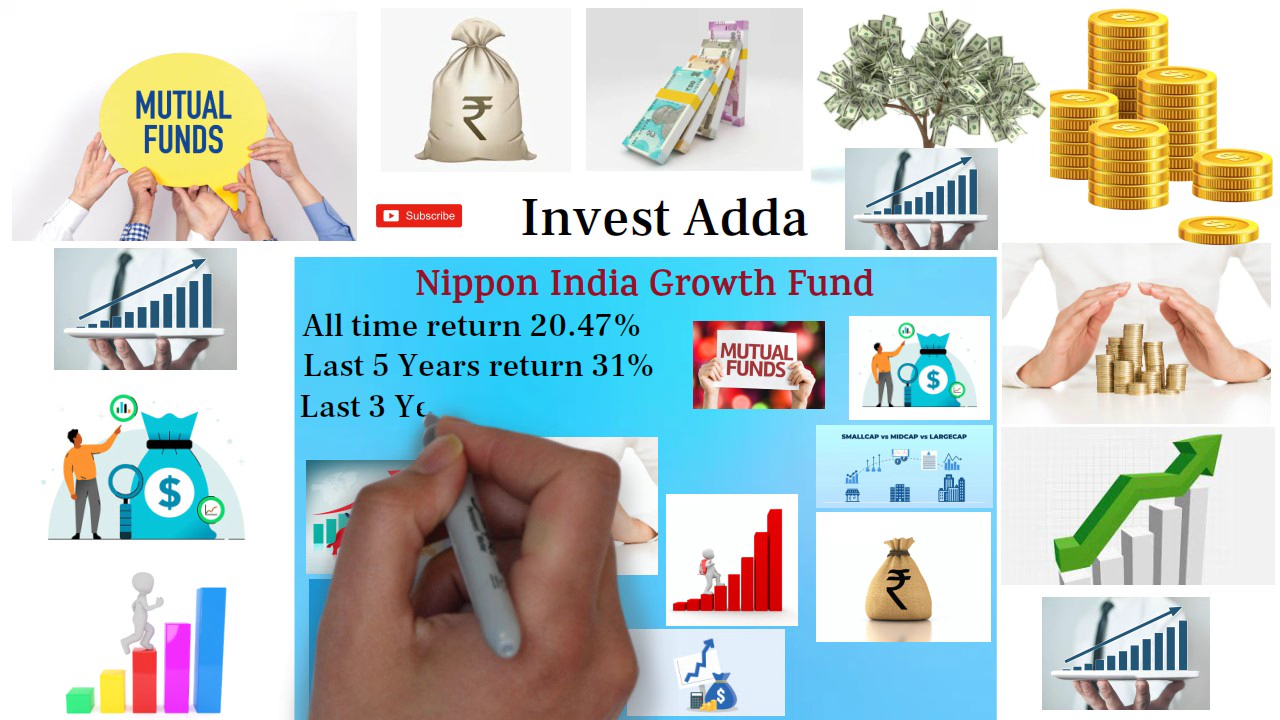 MUTUAL
FUNDS
₹
Subscribe
Invest Adda
Nippon India Growth Fund
All time return 20.47%
Last 5 Years return 31%
Last 3 Ye
MUTUAL
FUNDS
$
SMALLCAP vs MIDCAP vs LARGECAP
$
₹
$